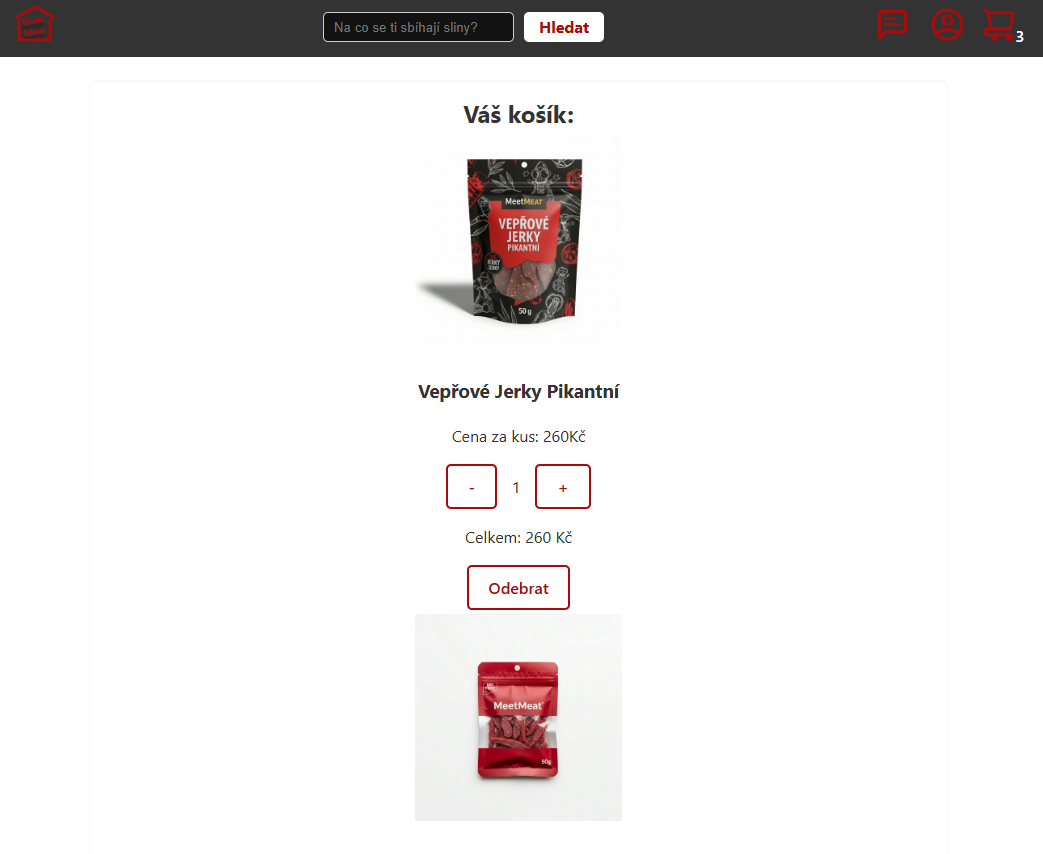 Na co se ti sbíhají sliny?
Hledat
3
Váš košík:
MeetMEAT
VEPŘOVÉ
JERKY
PIKANTNÍ
50 g
Vepřové Jerky Pikantní
Cena za kus: 260Kč
- 1 +
Celkem: 260 Kč
Odebrat
MeetMeat
50g